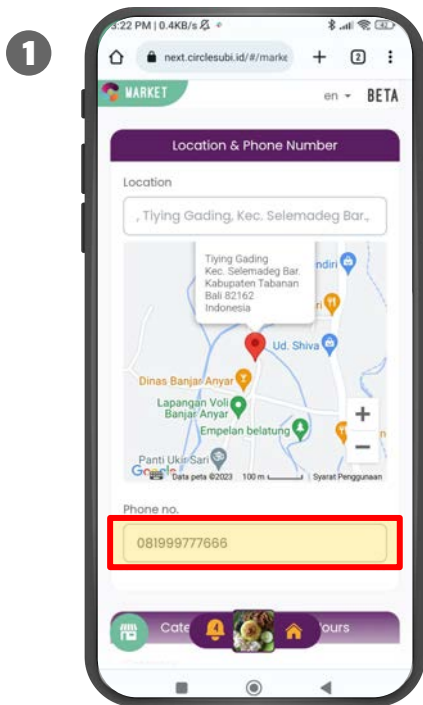 1
5:22 PM | 0.4KB/s
next.circlesubi.id/#/marke
2
MARKET
en
BETA
Location & Phone Number
Location
, Tiying Gading, Kec. Selemadeg Bar.,
Tiying Gading
Kec. Selemadeg Bar.
Kabupaten Tabanan
Bali 82162
Indonesia
ndiri
ri
Ud. Shiva
Dinas Banjar Anyar
Lapangan Voli
Banjar Anyar
Empelan belatung
n
Panti Ukir Sari
Google
Data peta ©2023
100 m
Syarat Penggunaan
+
−
Phone no.
081999777666
Cate
4
ours